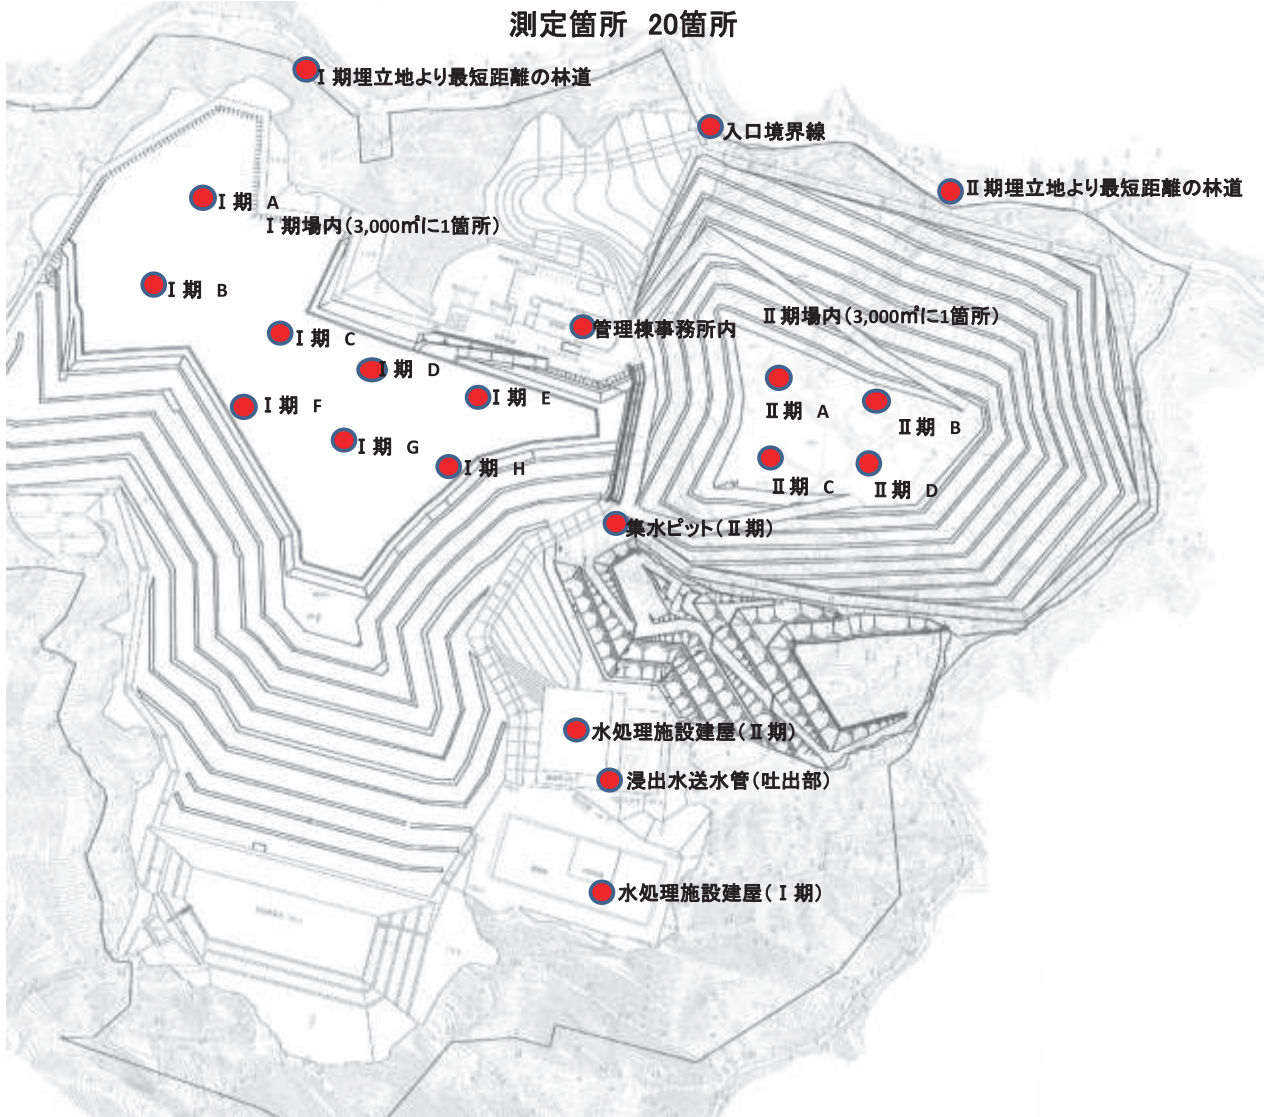 測定箇所 20箇所
Ⅰ期埋立地より最短距離の林道
入口境界線
Ⅱ期埋立地より最短距離の林道
Ⅰ期 A
Ⅰ期場内(3,000㎡に1箇所)
Ⅰ期 B
Ⅰ期 C
管理棟事務所内
Ⅱ期場内(3,000㎡に1箇所)
Ⅰ期 D
Ⅰ期 E
Ⅰ期 F
Ⅱ期 A
Ⅱ期 B
Ⅰ期 G
Ⅰ期 H
Ⅱ期 C
Ⅱ期 D
集水ピット(Ⅱ期)
水処理施設建屋(Ⅱ期)
浸出水送水管(吐出部)
水処理施設建屋(Ⅰ期)